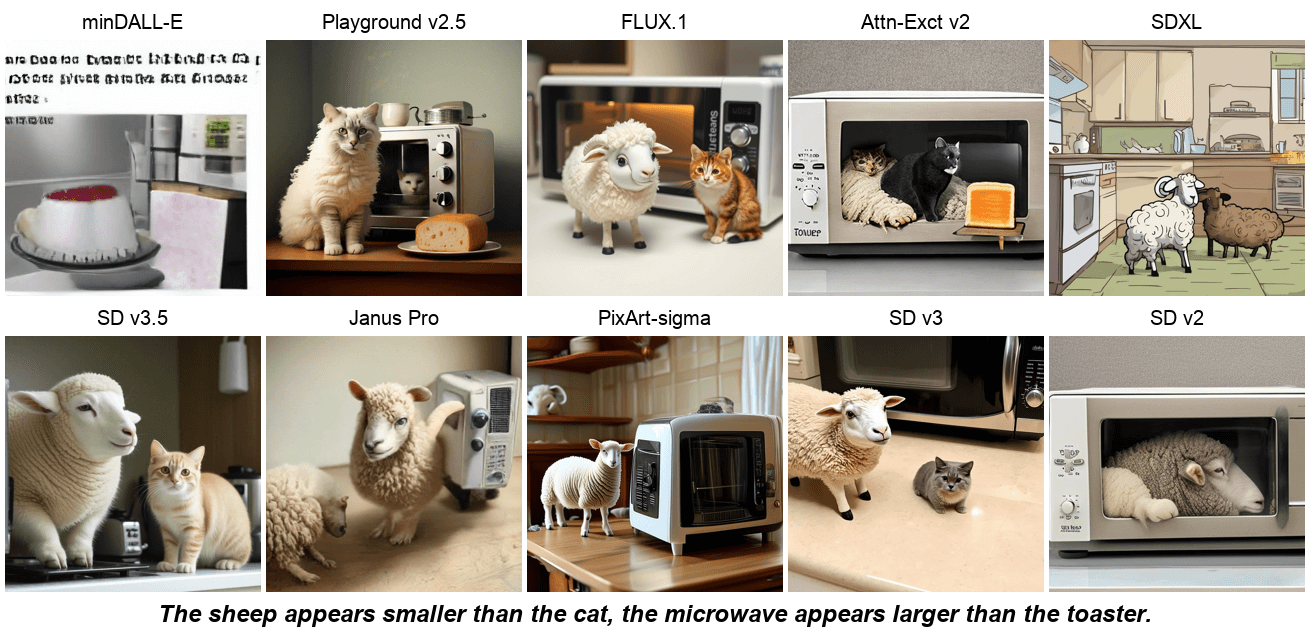 minDALL-E
Playground v2.5
FLUX.1
Attn-Exct v2
SDXL
SD v3.5
Janus Pro
PixArt-sigma
SD v3
SD v2
The sheep appears smaller than the cat, the microwave appears larger than the toaster.